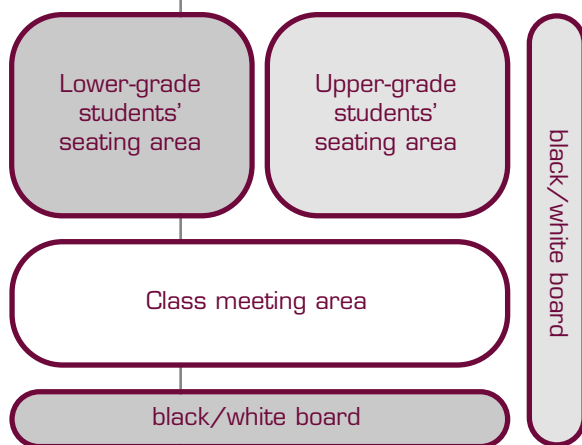 Lower-grade
students’
seating area
Upper-grade
students’
seating area
black/white board
Class meeting area
black/white board